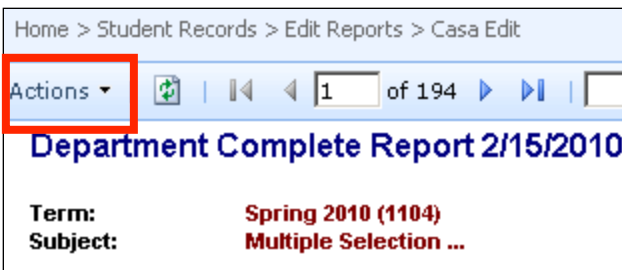 Home > Student Records > Edit Reports > Casa Edit
Actions 1 of 194
Department Complete Report 2/15/2010
Term: Spring 2010 (1104)
Subject: Multiple Selection ...